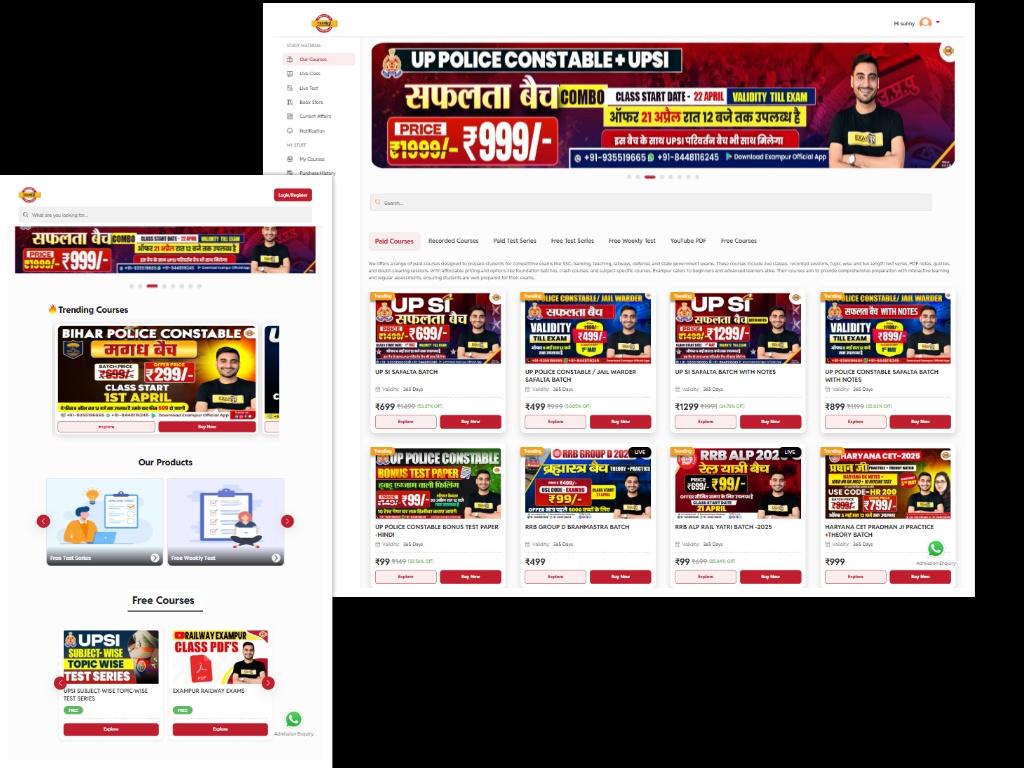 Hi sunny
STUDY MATERIAL
Our Courses
Live Class
Live Test
Book Store
Current Affairs
Notification
MY STUFF
My Courses
Purchase History
UP POLICE CONSTABLE + UPSI
सफलता बैच COMBO
CLASS START DATE - 22 APRIL VALIDITY TILL EXAM
ऑफर 21 अप्रैल रात 12 बजे तक उपलब्ध है
PRICE
₹1999/- ₹999/-
इस बैच के साथ UPSI परिवर्तन बैच भी साथ मिलेगा
+91-935519665 +91-8448116245 Download Exampur Official App
Search...
Paid Courses Recorded Courses Paid Test Series Free Test Series Free Weekly Test YouTube PDF Free Courses
We offers a range of paid courses designed to prepare students for competitive exams like SSC, banking, teaching, railways, defense, and state government exams. These courses include live classes, recorded sessions, topic-wise and full-length test series, PDF notes, quizzes,
and doubt-clearing sessions. With affordable pricing and options like foundation batches, crash courses, and subject-specific courses, Exampur caters to beginners and advanced learners alike. Their courses aim to provide comprehensive preparation with interactive learning
and regular assessments, ensuring students are well-prepared for their exams.
Trending
UP SI
सफलता बैच
PRICE
₹1499/- ₹699/-
UP SI SAFALTA BATCH
Validity: 365 Days
₹699 ₹1499 (53.37% Off)
Explore Buy Now
Trending
POLICE CONSTABLE/ JAIL WARDER
सफलता बैच
VALIDITY
TILL EXAM
₹499/-
UP POLICE CONSTABLE / JAIL WARDER
SAFALTA BATCH
Validity: 365 Days
₹499 ₹999 (50.05% Off)
Explore Buy Now
Trending
UP SI
सफलता बैच
PRICE
₹1299/-
UP SI SAFALTA BATCH WITH NOTES
Validity: 365 Days
₹1299 ₹1991 (34.76% Off)
Explore Buy Now
Trending
POLICE CONSTABLE/ JAIL WARDER
सफलता बैच WITH NOTES
VALIDITY
TILL EXAM
₹899/-
UP POLICE CONSTABLE SAFALTA BATCH
WITH NOTES
Validity: 365 Days
₹899 ₹1199
Explore Buy Now
Trending
UP POLICE CONSTABLE
BONUS TEST PAPER
हूबहू एग्जाम वाली फिलिंग
₹99/-
UP POLICE CONSTABLE BONUS TEST PAPER
-HINDI
Validity: 365 Days
₹99 ₹149 (33.56% Off)
Explore Buy Now
Trending
LIVE
RRB GROUP D 202
ब्रह्मास्त्र बैच THEORY +PRACTICE
₹99/-
RRB GROUP D BRAHMASTRA BATCH
Validity: 365 Days
₹499
Explore Buy Now
Trending
LIVE
RRB ALP 202
रेल यात्री बैच
PRICE
₹699/- ₹99/-
21 APRIL
RRB ALP RAIL YATRI BATCH -2025
Validity: 365 Days
₹99 ₹699 (85.84% Off)
Explore Buy Now
Trending
HARYANA CET-2025
प्रधान जी
USE CODE-HR 200
₹799/-
HARYANA CET PRADHAN JI PRACTICE
+THEORY BATCH
Validity: 365 Days
₹999
Explore Buy Now
Admission Enquiry
Login/Register
What are you looking for...
सफलता बैच COMBO
CLASS START DATE - 22 APRIL VALIDITY TILL EXAM
ऑफर 21 अप्रैल रात 12 बजे तक उपलब्ध है
PRICE
₹1999/- ₹999/-
Trending Courses
BIHAR POLICE CONSTABLE
मगध बैच
BATCH PRICE OFFER PRICE
₹699/- ₹299/-
CLASS START
1ST APRIL
+91-9355196665 +91-8448116245 Download Exampur Official App
Explore Buy Now
Our Products
Free Test Series
Free Weekly Test
Free Courses
UPSI
SUBJECT- WISE
TOPIC WISE
TEST SERIES
UPSI SUBJECT-WISE TOPIC-WISE
TEST SERIES
FREE
Explore
RAILWAY EXAMPUR
CLASS PDF'S
PDF
EXAMPUR RAILWAY EXAMS
FREE
Explore
Admission Enquiry